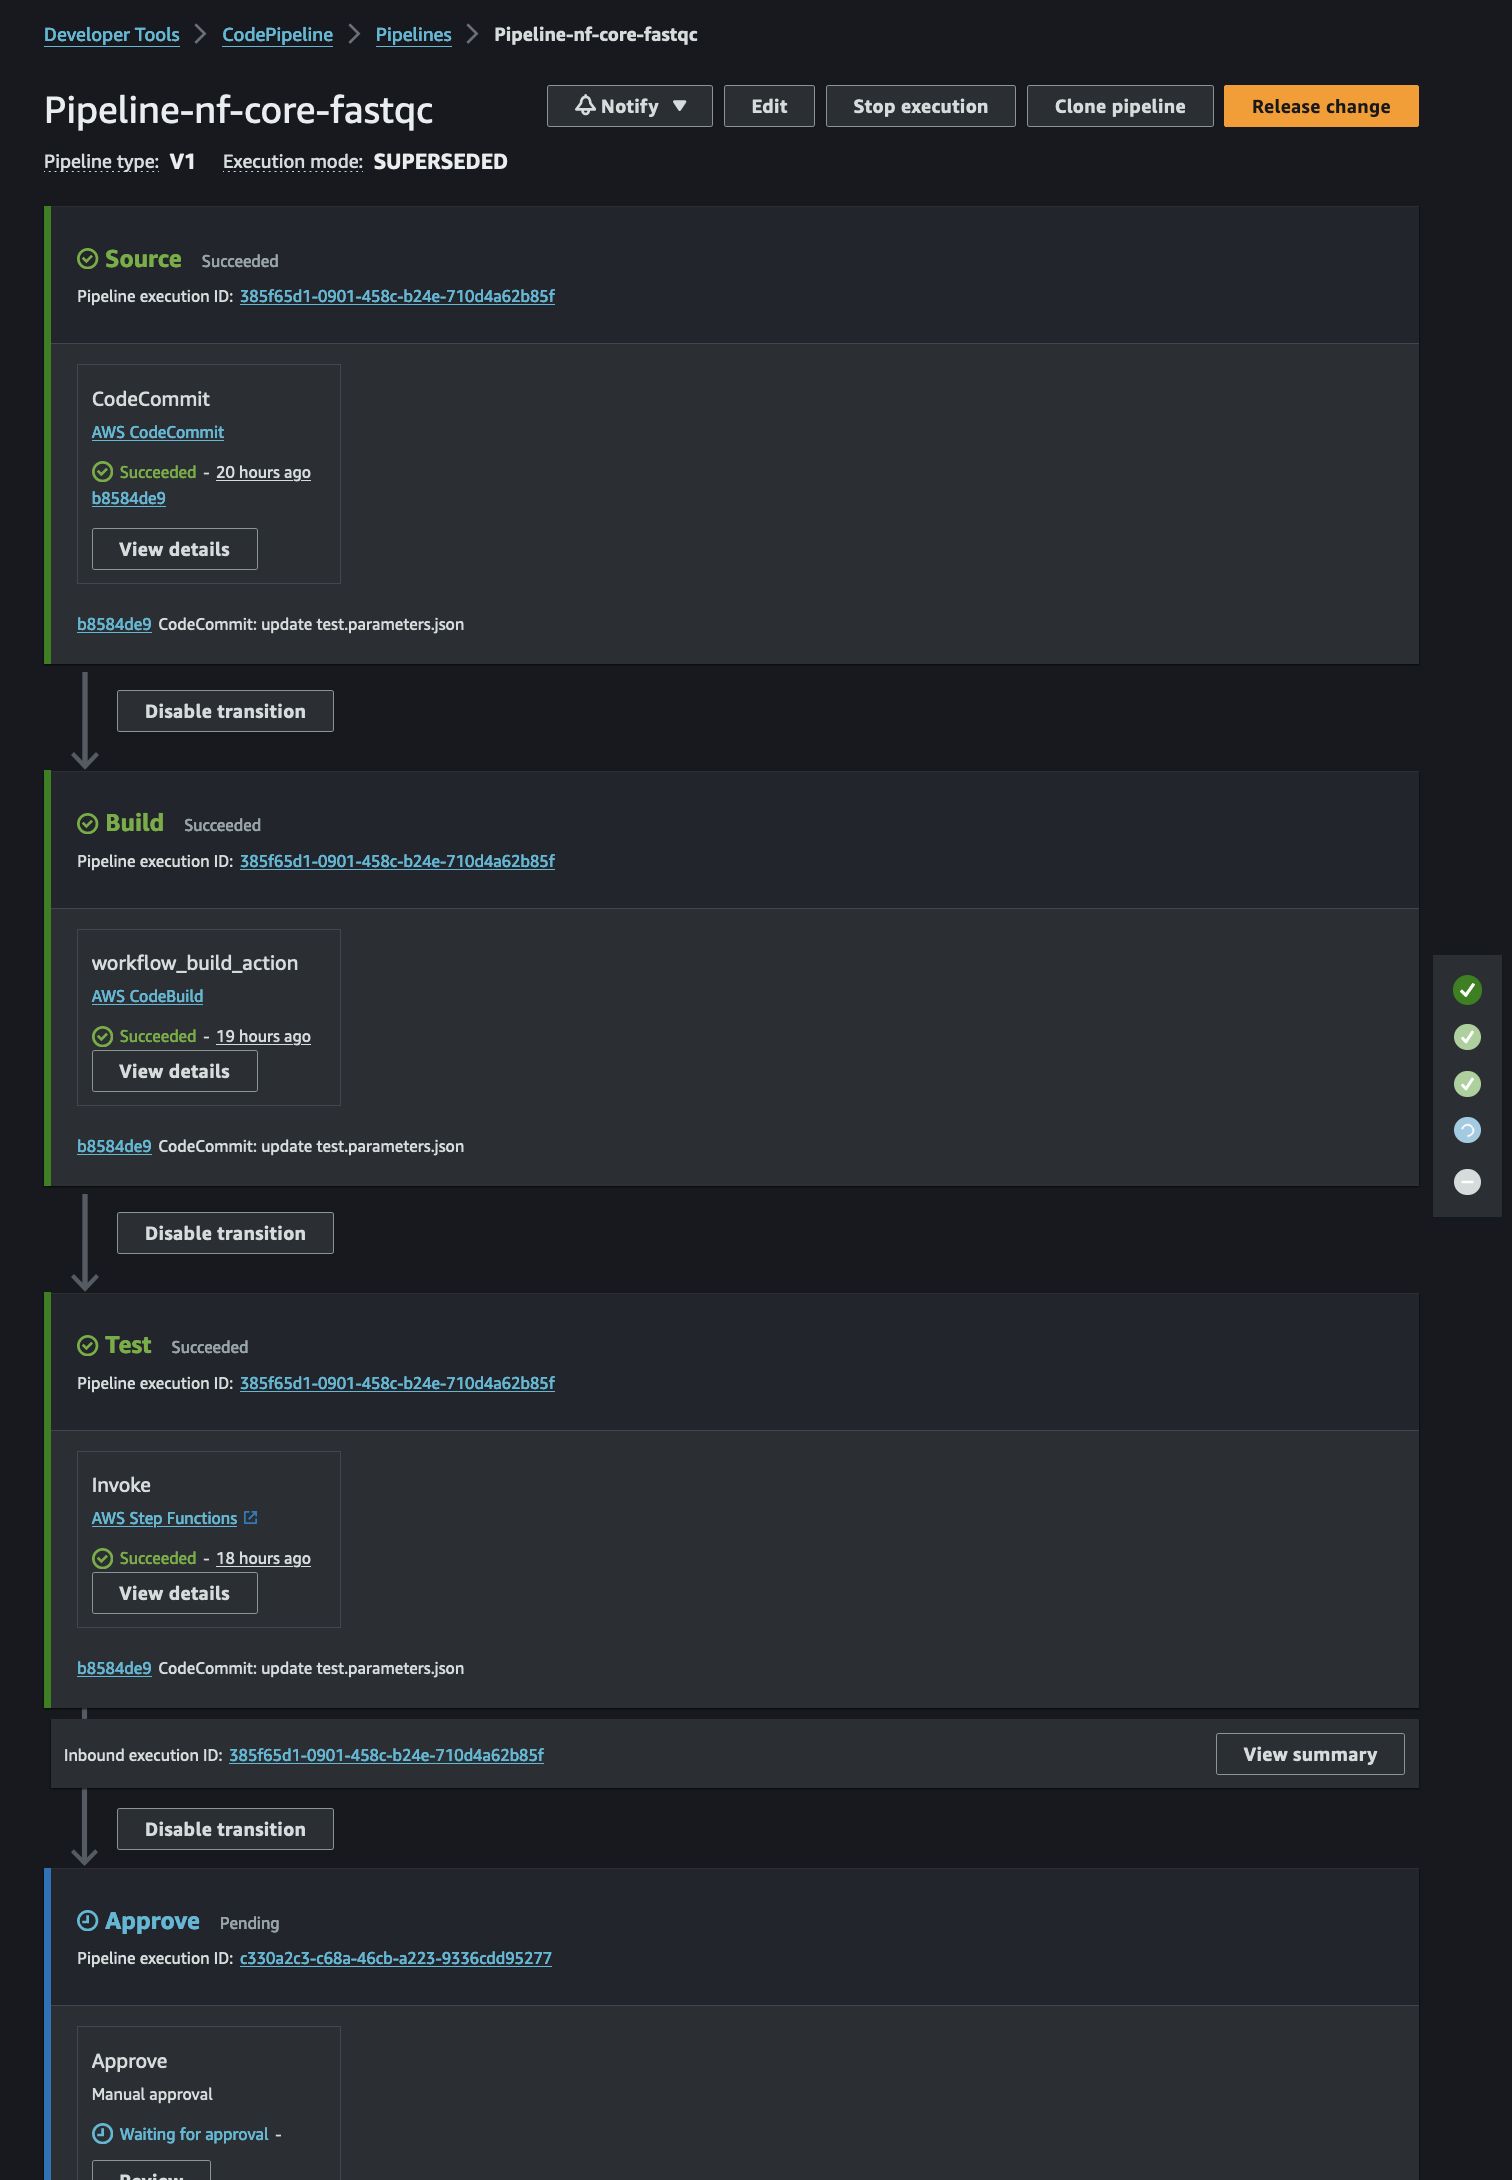 Developer Tools > CodePipeline > Pipelines > Pipeline-nf-core-fastqc
Pipeline-nf-core-fastqc
Notify
Edit
Stop execution
Clone pipeline
Release change
Pipeline type: V1 Execution mode: SUPERSEDED
Source Succeeded
Pipeline execution ID: 385f65d1-0901-458c-b24e-710d4a62b85f
CodeCommit
AWS CodeCommit
Succeeded - 20 hours ago
b8584de9
View details
b8584de9 CodeCommit: update test.parameters.json
Disable transition
Build Succeeded
Pipeline execution ID: 385f65d1-0901-458c-b24e-710d4a62b85f
workflow_build_action
AWS CodeBuild
Succeeded - 19 hours ago
View details
b8584de9 CodeCommit: update test.parameters.json
Disable transition
Test Succeeded
Pipeline execution ID: 385f65d1-0901-458c-b24e-710d4a62b85f
Invoke
AWS Step Functions
Succeeded - 18 hours ago
View details
b8584de9 CodeCommit: update test.parameters.json
Inbound execution ID: 385f65d1-0901-458c-b24e-710d4a62b85f
View summary
Disable transition
Approve Pending
Pipeline execution ID: c330a2c3-c68a-46cb-a223-9336cdd95277
Approve
Manual approval
Waiting for approval -
Review